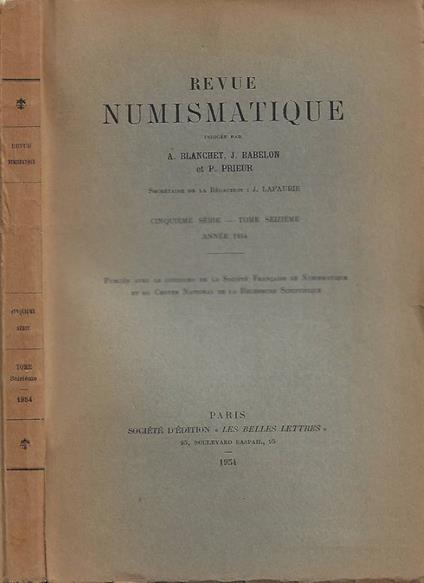 REVUE
NUMISMATIQUE
CINQUIÈME
SÉRIE
TOME
Seizième
1954
REVUE
NUMISMATIQUE
DIRIGÉE PAR
A. BLANCHET, J. BABELON
et P. PRIEUR
SECRÉTAIRE DE LA RÉDACTION : J. LAFAURIE
CINQUIÈME SÉRIE — TOME SEIZIÈME
ANNÉE 1954
PUBLIÉE AVEC LE CONCOURS DE LA SOCIÉTÉ FRANÇAISE DE NUMISMATIQUE
ET DU CENTRE NATIONAL DE LA RECHERCHE SCIENTIFIQUE
PARIS
SOCIÉTÉ D'ÉDITION « LES BELLES LETTRES »
95, BOULEVARD RASPAIL, 95
1954